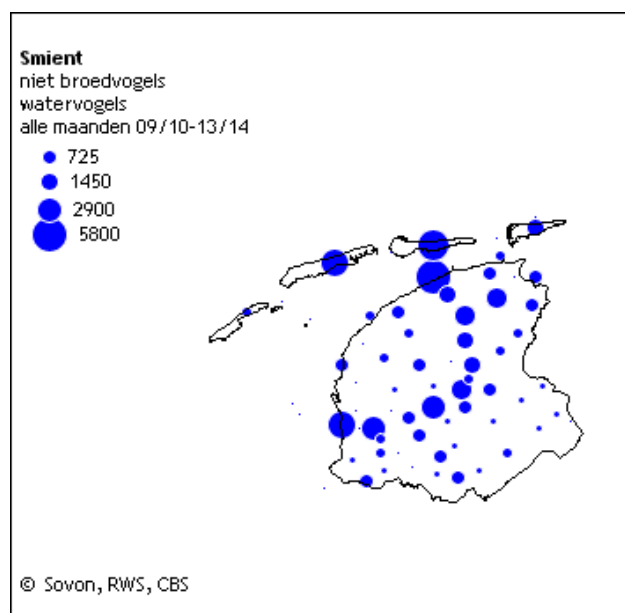 Smient
niet broedvogels
watervogels
alle maanden 09/10-13/14
725
1450
2900
5800
© Sovon, RWS, CBS